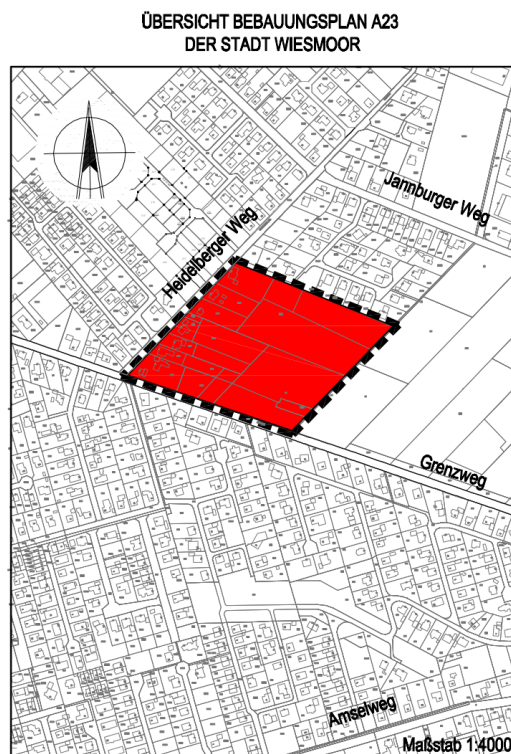 ÜBERSICHT BEBAUUNGSPLAN A23
DER STADT WIESMOOR
Jannburger Weg
Heidelberger Weg
Grenzweg
Amselweg
Maßstab 1:4000